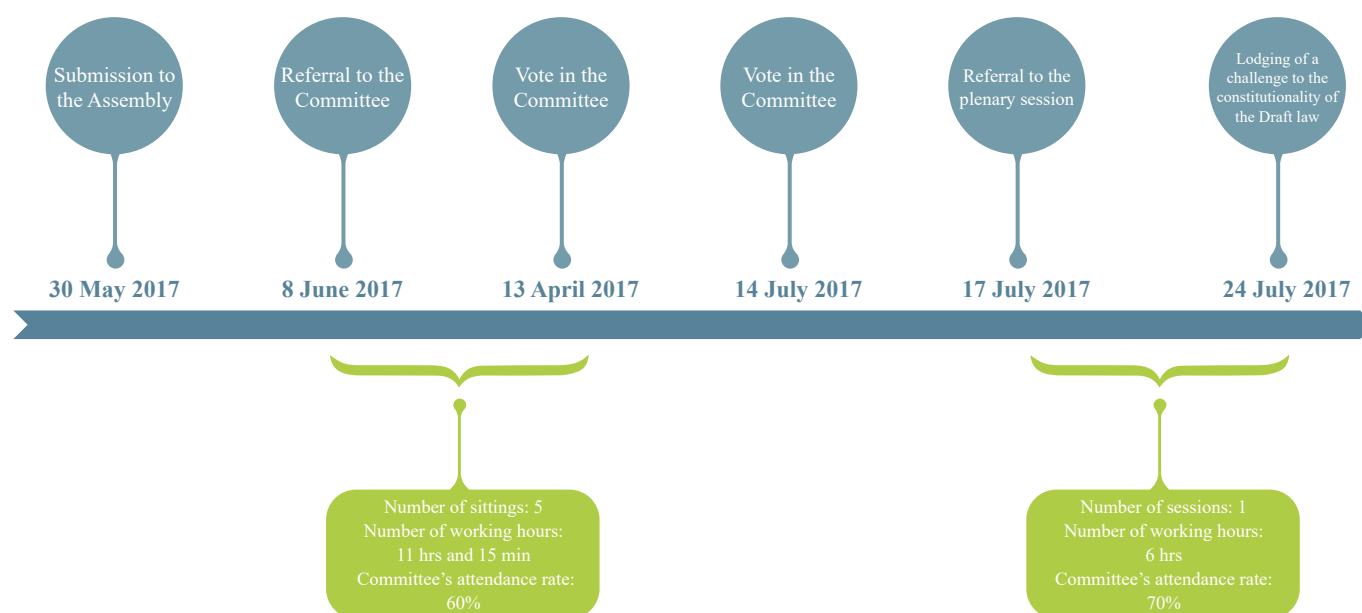 Submission to
the Assembly
Referral to the
Committee
Vote in the
Committee
Vote in the
Committee
Referral to the
plenary session
Lodging of a
challenge to the
constitutionality of
the Draft law
30 May 2017
8 June 2017
13 April 2017
14 July 2017
17 July 2017
24 July 2017
Number of sittings: 5
Number of working hours:
11 hrs and 15 min
Committee’s attendance rate:
60%
Number of sessions: 1
Number of working hours:
6 hrs
Committee’s attendance rate:
70%